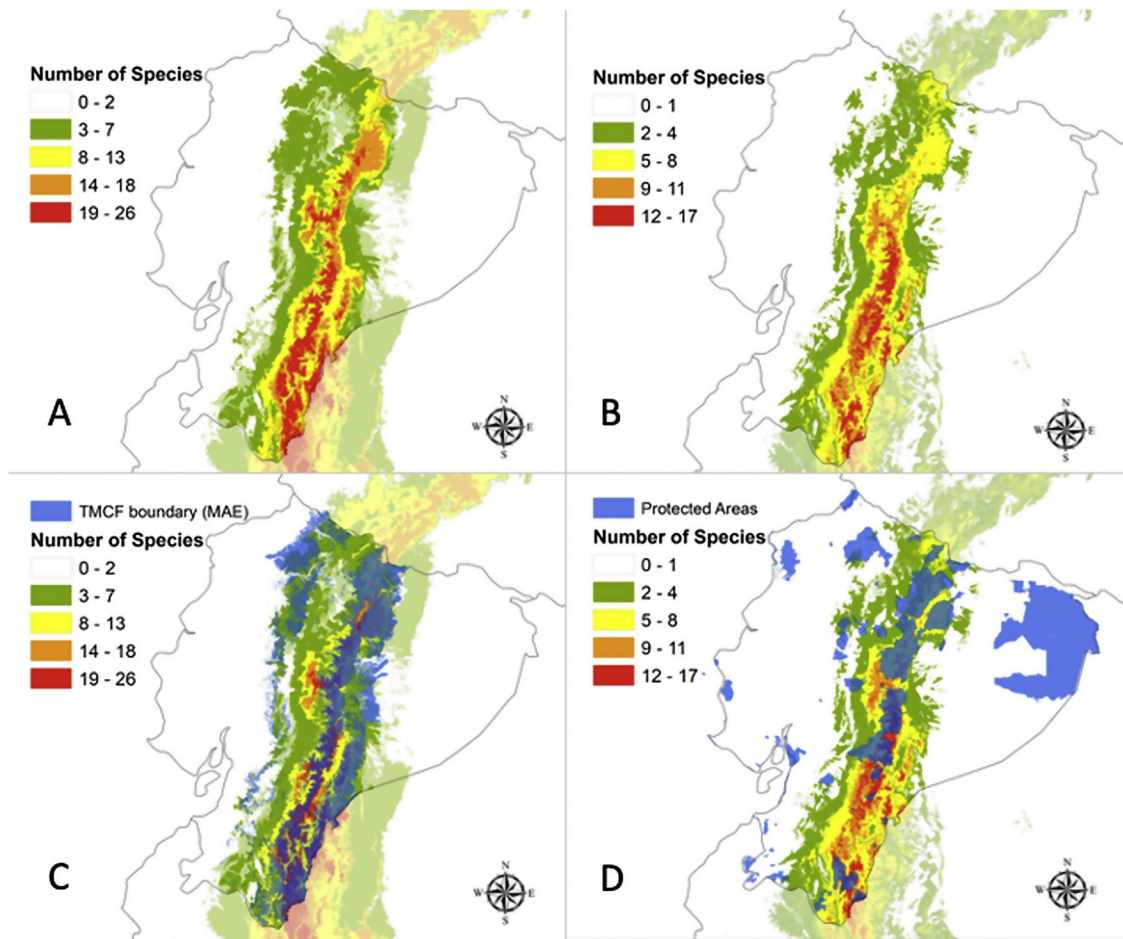 Number of Species
0 - 2
3 - 7
8 - 13
14 - 18
19 - 26
A
N
W E
S
Number of Species
0 - 1
2 - 4
5 - 8
9 - 11
12 - 17
B
N
W E
S
TMCF boundary (MAE)
Number of Species
0 - 2
3 - 7
8 - 13
14 - 18
19 - 26
C
N
W E
S
Protected Areas
Number of Species
0 - 1
2 - 4
5 - 8
9 - 11
12 - 17
D
N
W E
S